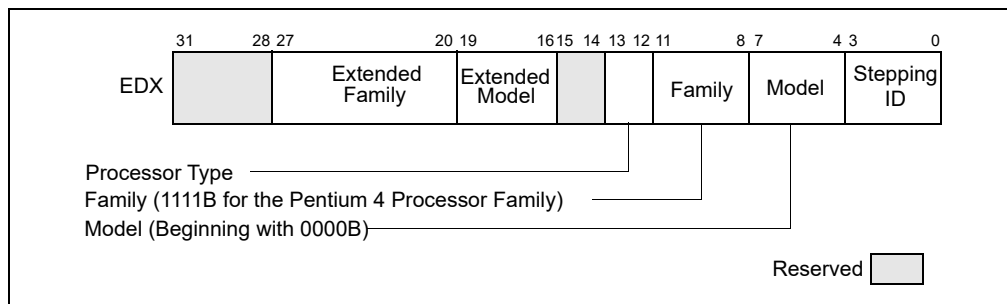 31 28 27 20 19 16 15 14 13 12 11 8 7 4 3 0
EDX
Extended Family
Extended Model
Family
Model
Stepping ID
Processor Type
Family (1111B for the Pentium 4 Processor Family)
Model (Beginning with 0000B)
Reserved